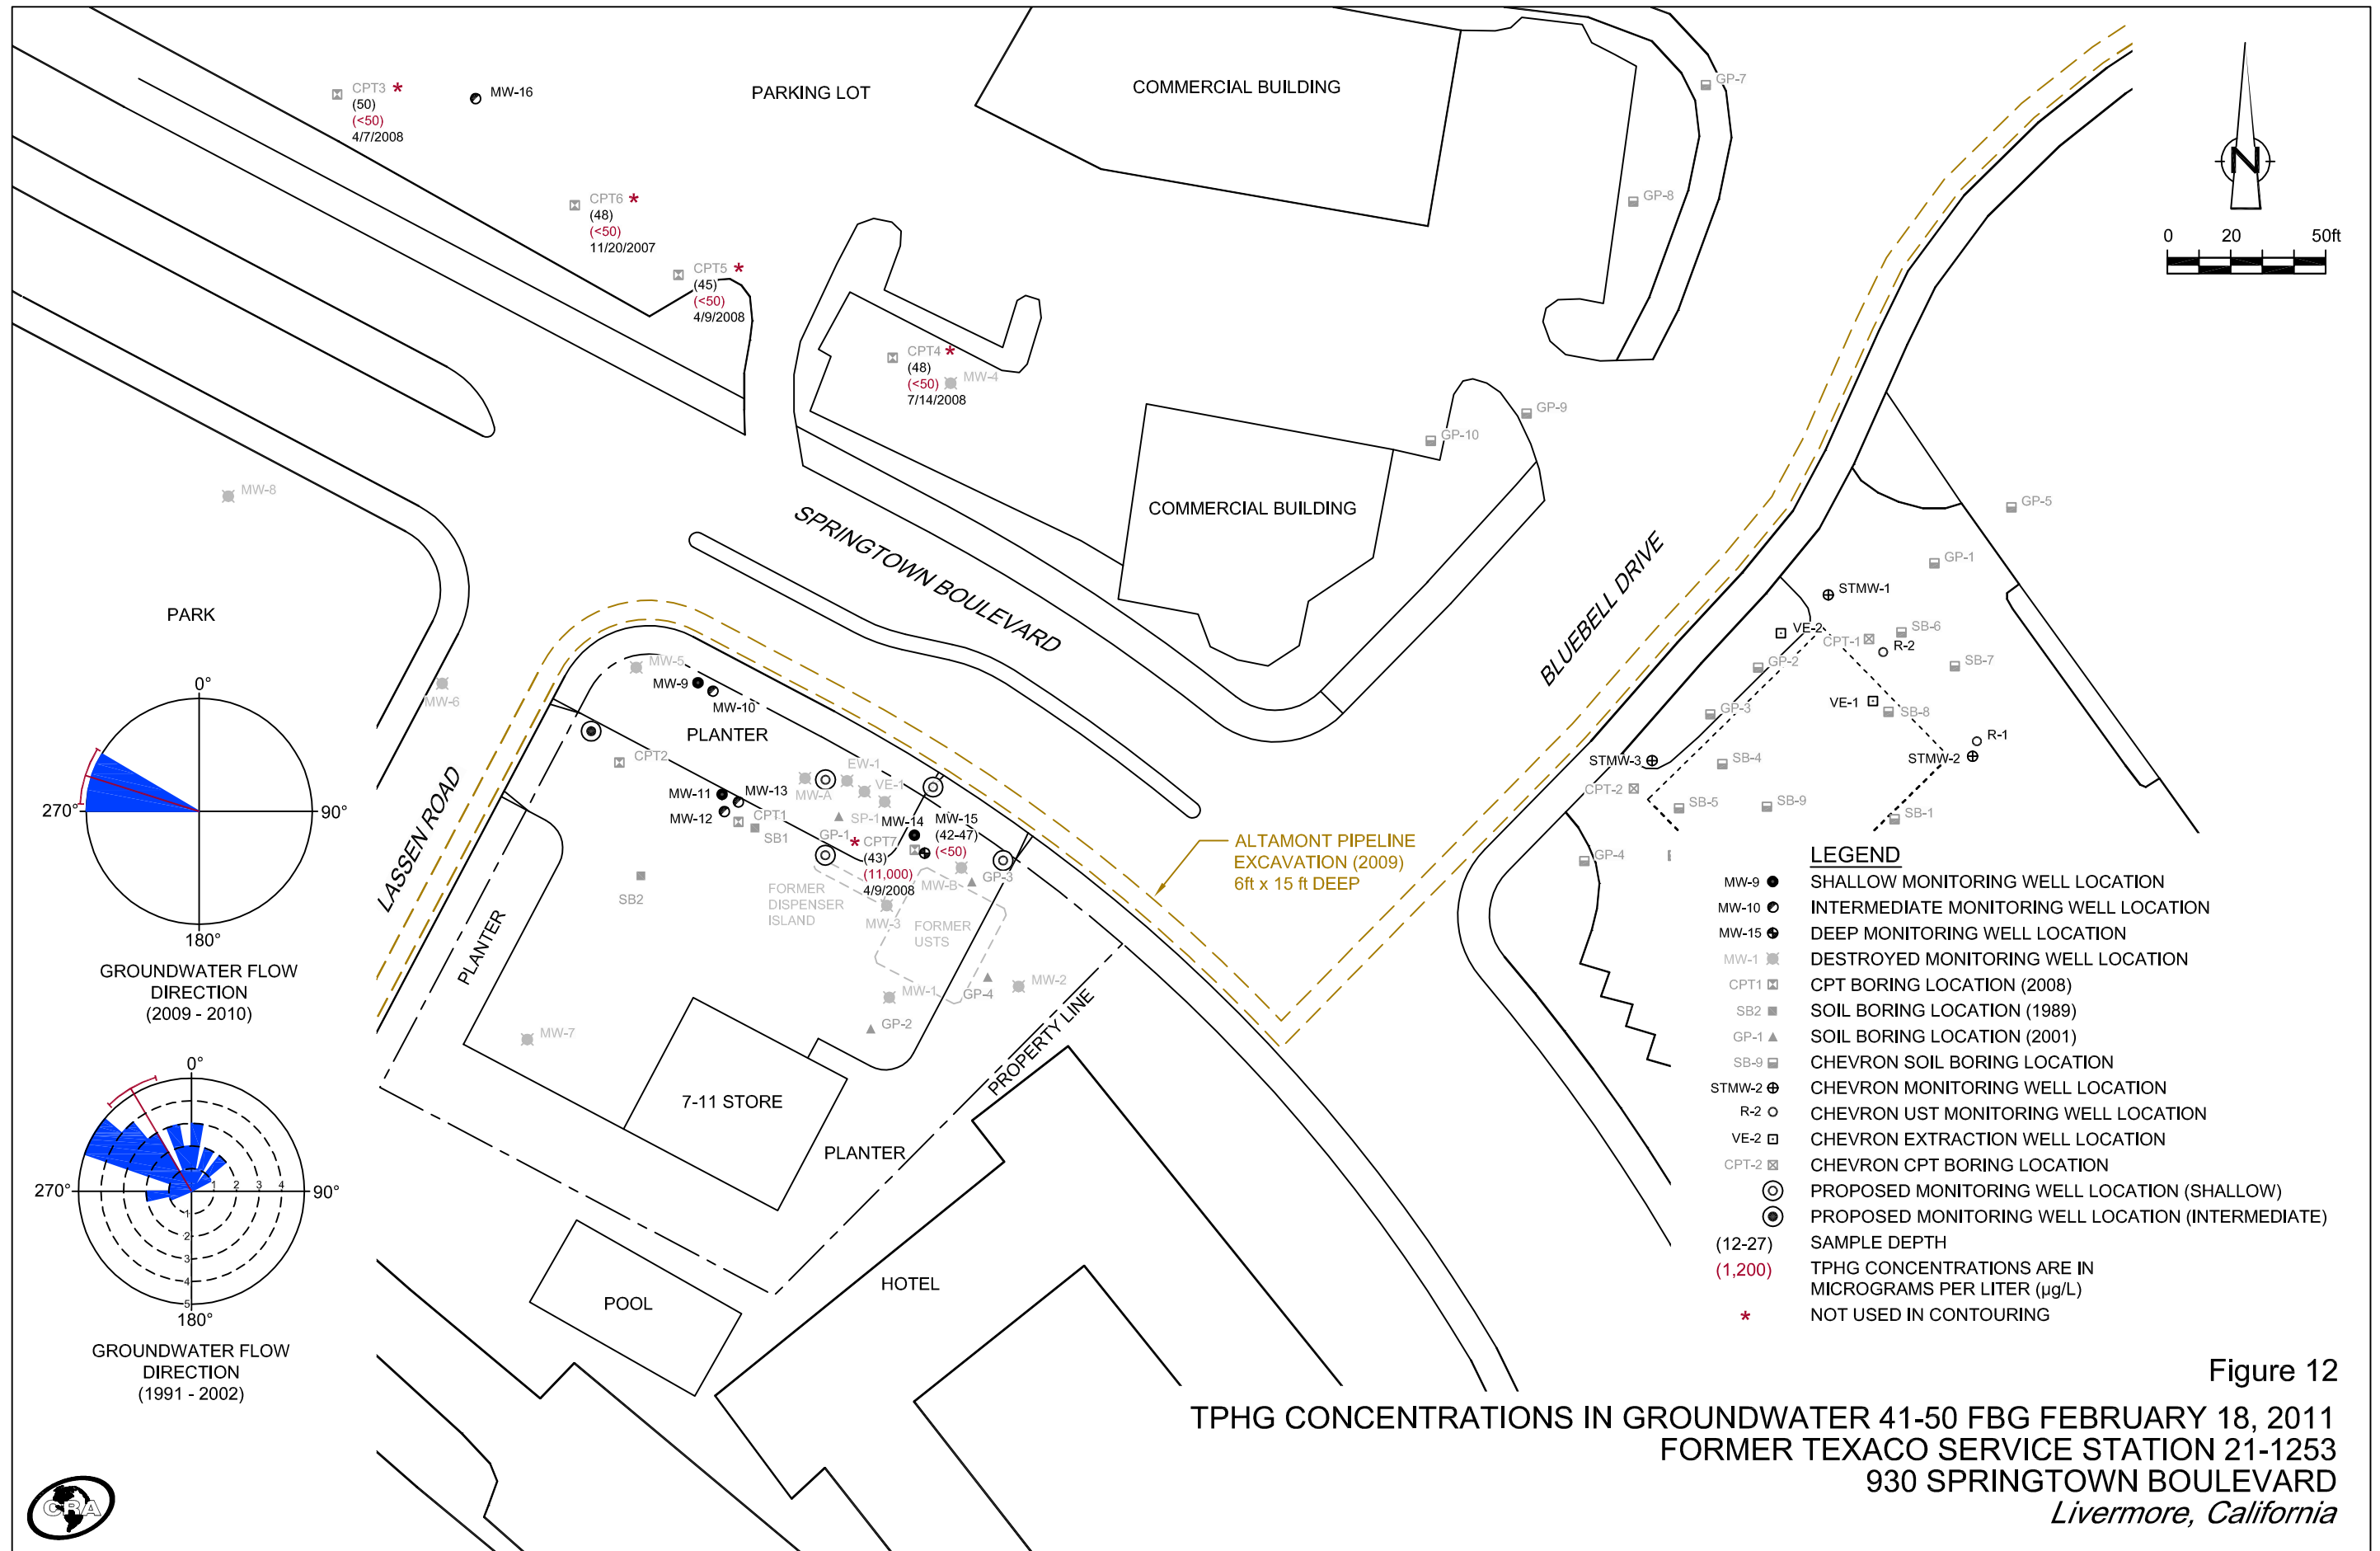 CPT3 *
(50)
(<50)
4/7/2008
MW-16
PARKING LOT
COMMERCIAL BUILDING
GP-7
N
0 20 50ft
CPT6 *
(48)
(<50)
11/20/2007
GP-8
CPT5 *
(45)
(<50)
4/9/2008
CPT4 *
(48)
(<50)
7/14/2008
MW-4
GP-9
GP-10
MW-8
SPRINGTOWN BOULEVARD
COMMERCIAL BUILDING
BLUEBELL DRIVE
GP-5
GP-1
STMW-1
VE-2
CPT-1
SB-6
R-2
GP-2
SB-7
VE-1
SB-8
GP-3
R-1
STMW-2
STMW-3
SB-4
CPT-2
SB-5
SB-9
SB-1
GP-4
PARK
MW-6
MW-5
MW-9
MW-10
PLANTER
CPT2
EW-1
MW-A
VE-1
MW-11
MW-13
MW-12
CPT1
SB1
SP-1
GP-1
MW-14
MW-15
(42-47)
(<50)
* CPT7
(43)
(11,000)
4/9/2008
MW-B
GP-3
SB2
FORMER
DISPENSER
ISLAND
MW-3
FORMER
USTS
LASSEN ROAD
PLANTER
MW-1
GP-4
MW-2
GP-2
MW-7
PROPERTY LINE
7-11 STORE
PLANTER
POOL
HOTEL
ALTAMONT PIPELINE
EXCAVATION (2009)
6ft x 15 ft DEEP
0°
270° 90°
180°
GROUNDWATER FLOW
DIRECTION
(2009 - 2010)
0°
270° 90°
1 2 3 4
1
2
3
4
5
180°
GROUNDWATER FLOW
DIRECTION
(1991 - 2002)
LEGEND
MW-9 SHALLOW MONITORING WELL LOCATION
MW-10 INTERMEDIATE MONITORING WELL LOCATION
MW-15 DEEP MONITORING WELL LOCATION
MW-1 DESTROYED MONITORING WELL LOCATION
CPT1 CPT BORING LOCATION (2008)
SB2 SOIL BORING LOCATION (1989)
GP-1 SOIL BORING LOCATION (2001)
SB-9 CHEVRON SOIL BORING LOCATION
STMW-2 CHEVRON MONITORING WELL LOCATION
R-2 CHEVRON UST MONITORING WELL LOCATION
VE-2 CHEVRON EXTRACTION WELL LOCATION
CPT-2 CHEVRON CPT BORING LOCATION
PROPOSED MONITORING WELL LOCATION (SHALLOW)
PROPOSED MONITORING WELL LOCATION (INTERMEDIATE)
(12-27) SAMPLE DEPTH
(1,200) TPHG CONCENTRATIONS ARE IN
MICROGRAMS PER LITER (µg/L)
* NOT USED IN CONTOURING
Figure 12
TPHG CONCENTRATIONS IN GROUNDWATER 41-50 FBG FEBRUARY 18, 2011
FORMER TEXACO SERVICE STATION 21-1253
930 SPRINGTOWN BOULEVARD
Livermore, California
CRA